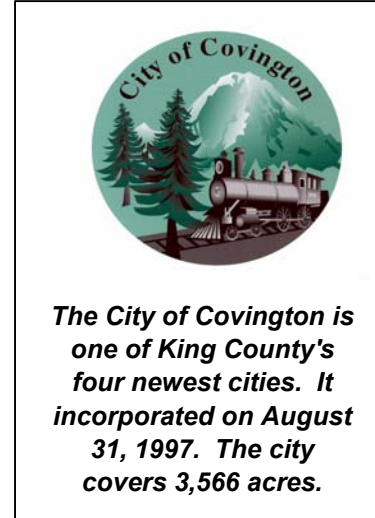 City of Covington
The City of Covington is
one of King County's
four newest cities. It
incorporated on August
31, 1997. The city
covers 3,566 acres.